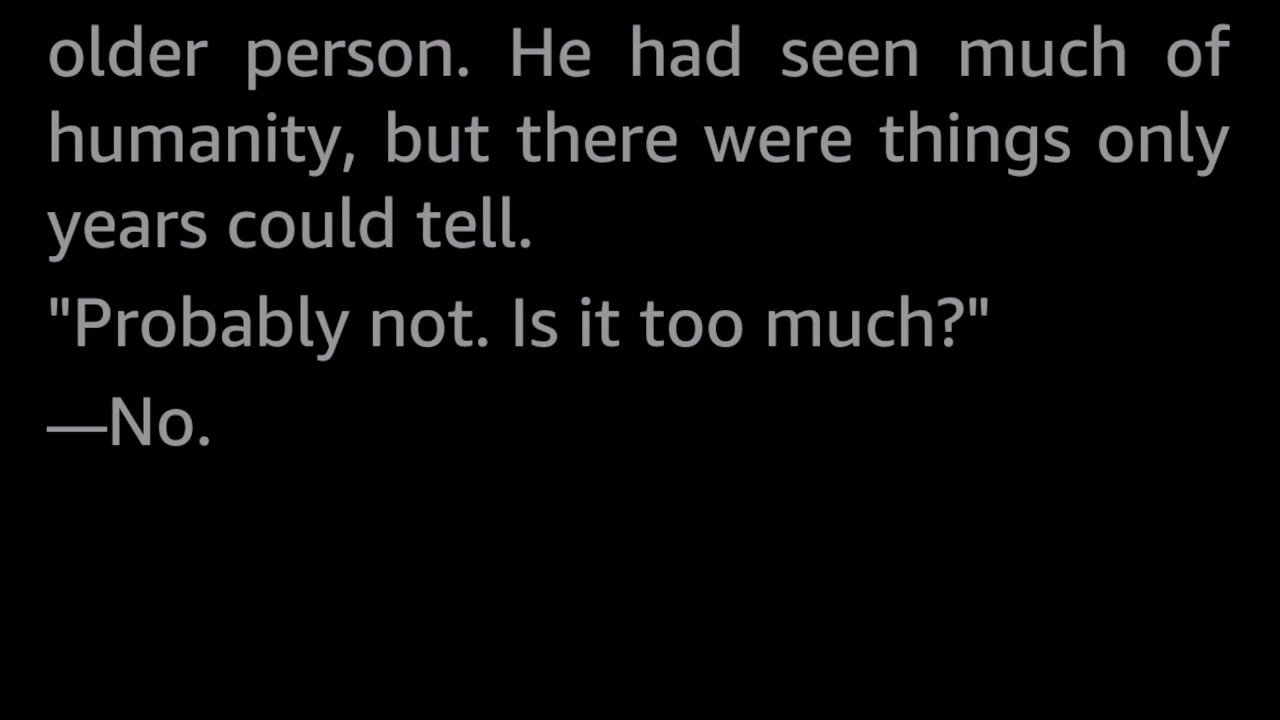 older person. He had seen much of
humanity, but there were things only
years could tell.
"Probably not. Is it too much?"
—No.